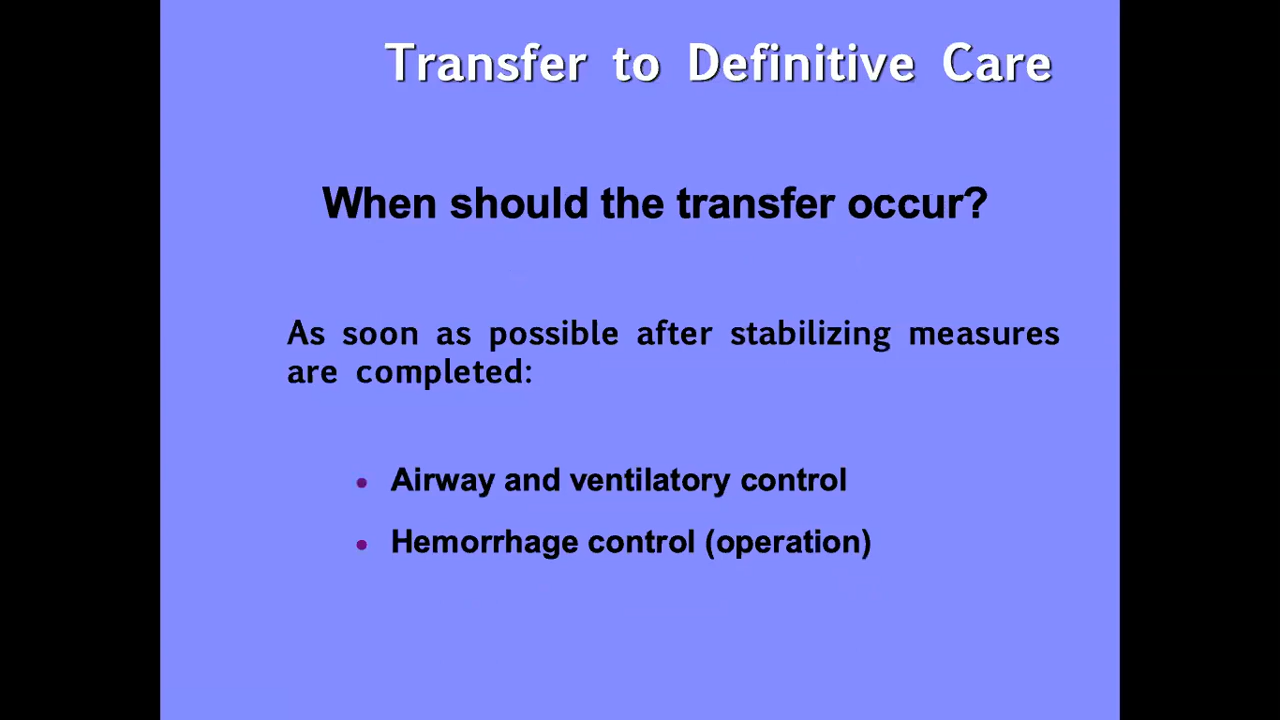 Transfer to Definitive Care
When should the transfer occur?
As soon as possible after stabilizing measures
are completed:
• Airway and ventilatory control
• Hemorrhage control (operation)